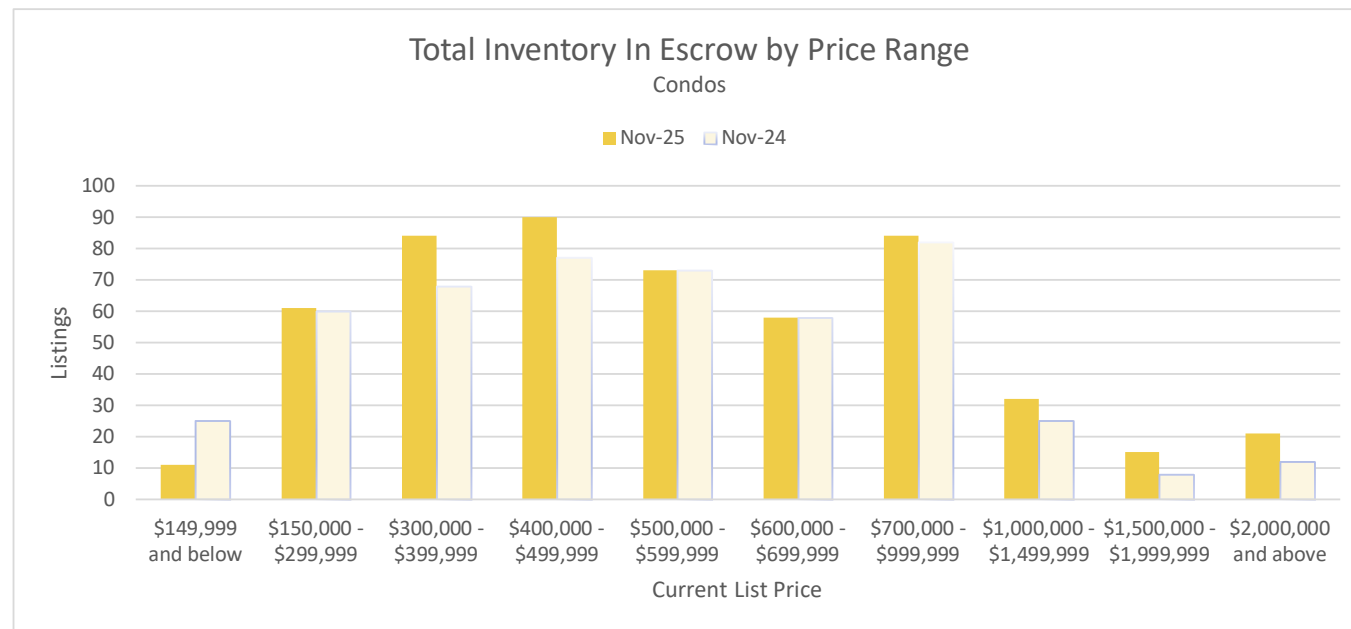 Total Inventory In Escrow by Price Range
Condos
Nov-25 Nov-24
100
90
80
70
60
50
40
30
20
10
0
Listings
$149,999 and below
$150,000 - $299,999
$300,000 - $399,999
$400,000 - $499,999
$500,000 - $599,999
$600,000 - $699,999
$700,000 - $999,999
$1,000,000 - $1,499,999
$1,500,000 - $1,999,999
$2,000,000 and above
Current List Price